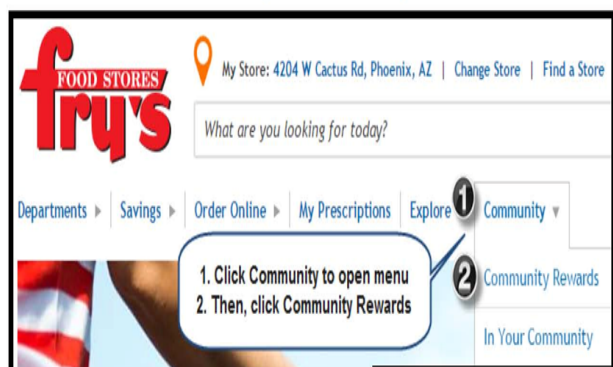 FOOD STORES
fry's
My Store: 4204 W Cactus Rd, Phoenix, AZ | Change Store | Find a Store
What are you looking for today?
Departments Savings Order Online My Prescriptions Explore 1 Community
1. Click Community to open menu
2. Then, click Community Rewards
2 Community Rewards
In Your Community